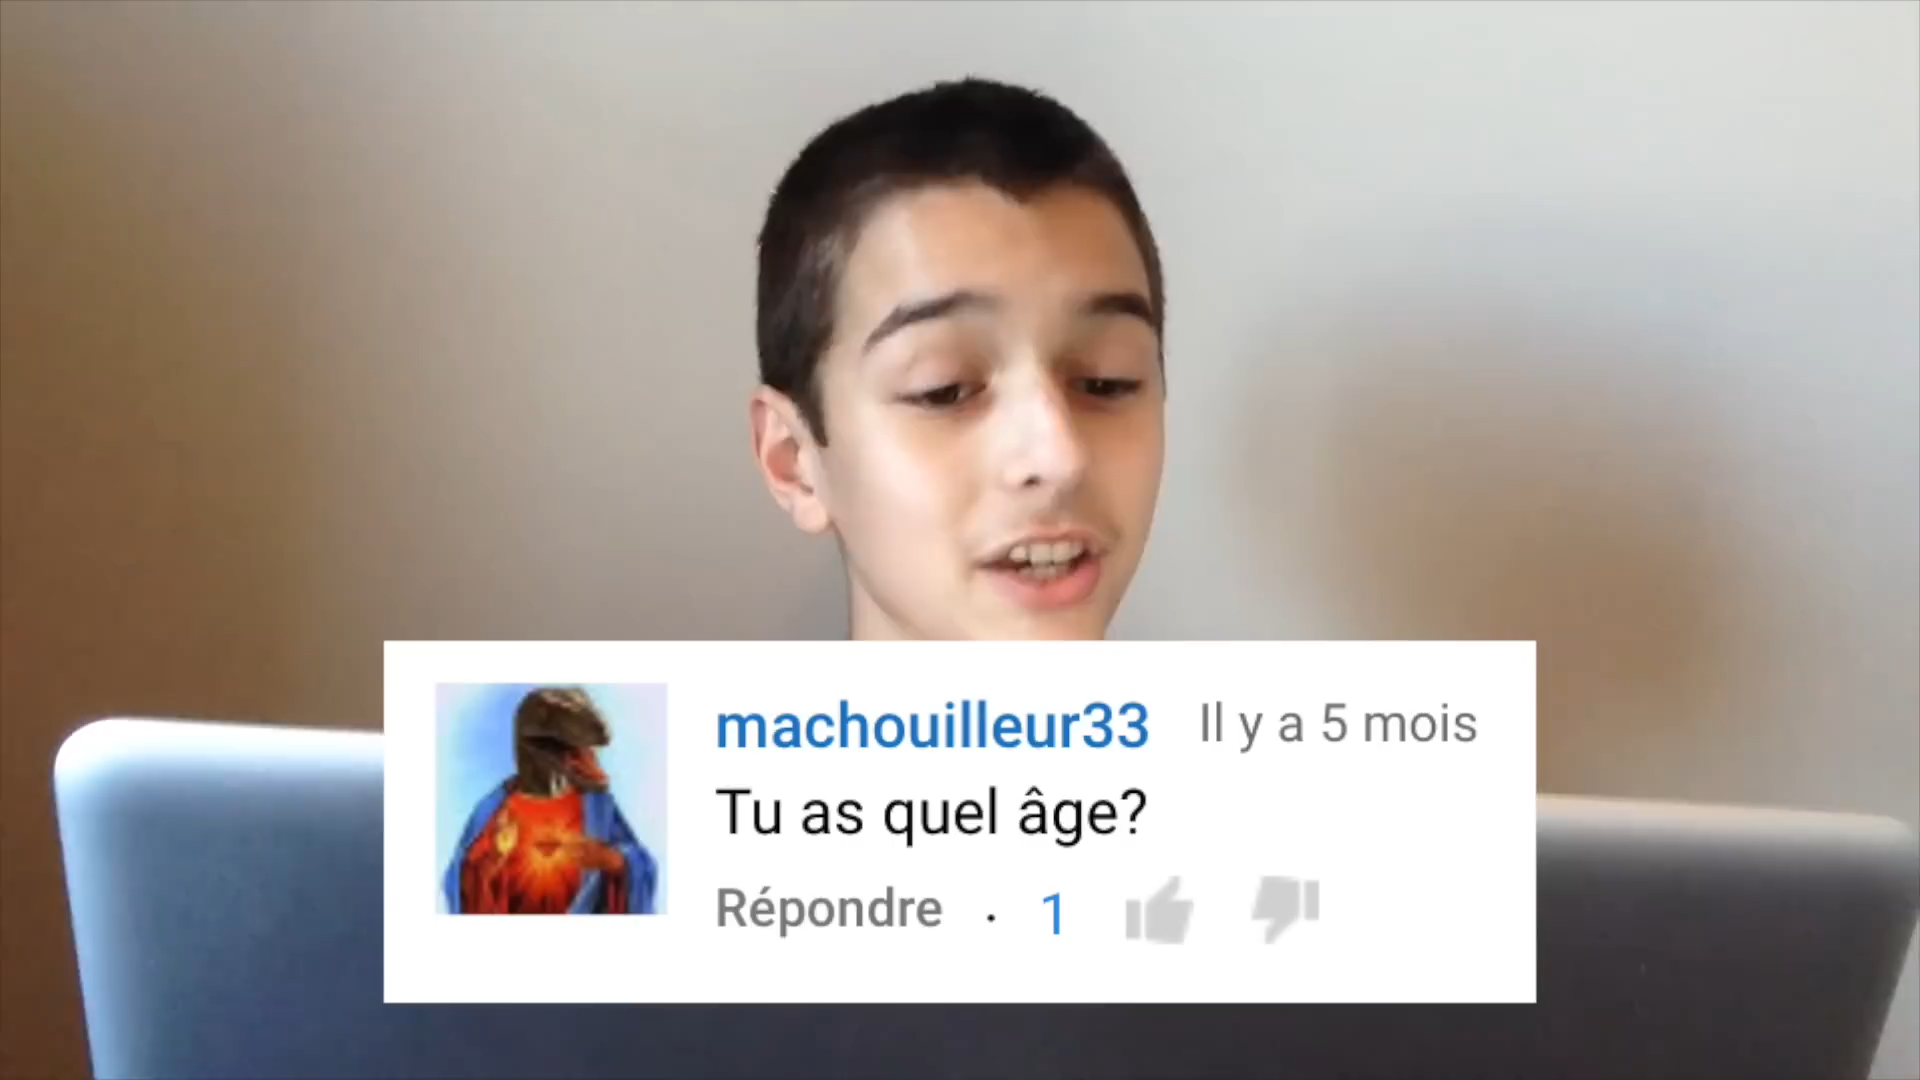 machouilleur33 Il y a 5 mois
Tu as quel âge?
Répondre · 1